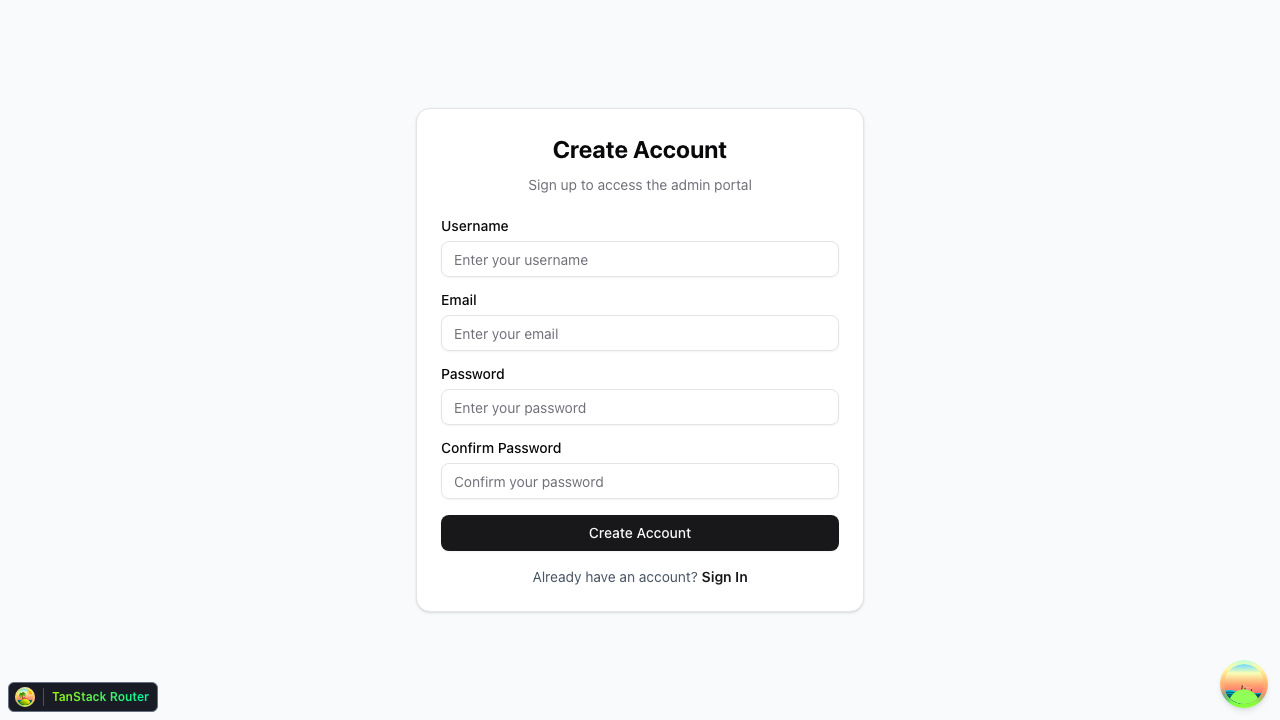 Create Account
Sign up to access the admin portal
Username
Enter your username
Email
Enter your email
Password
Enter your password
Confirm Password
Confirm your password
Create Account
Already have an account? Sign In
TanStack Router